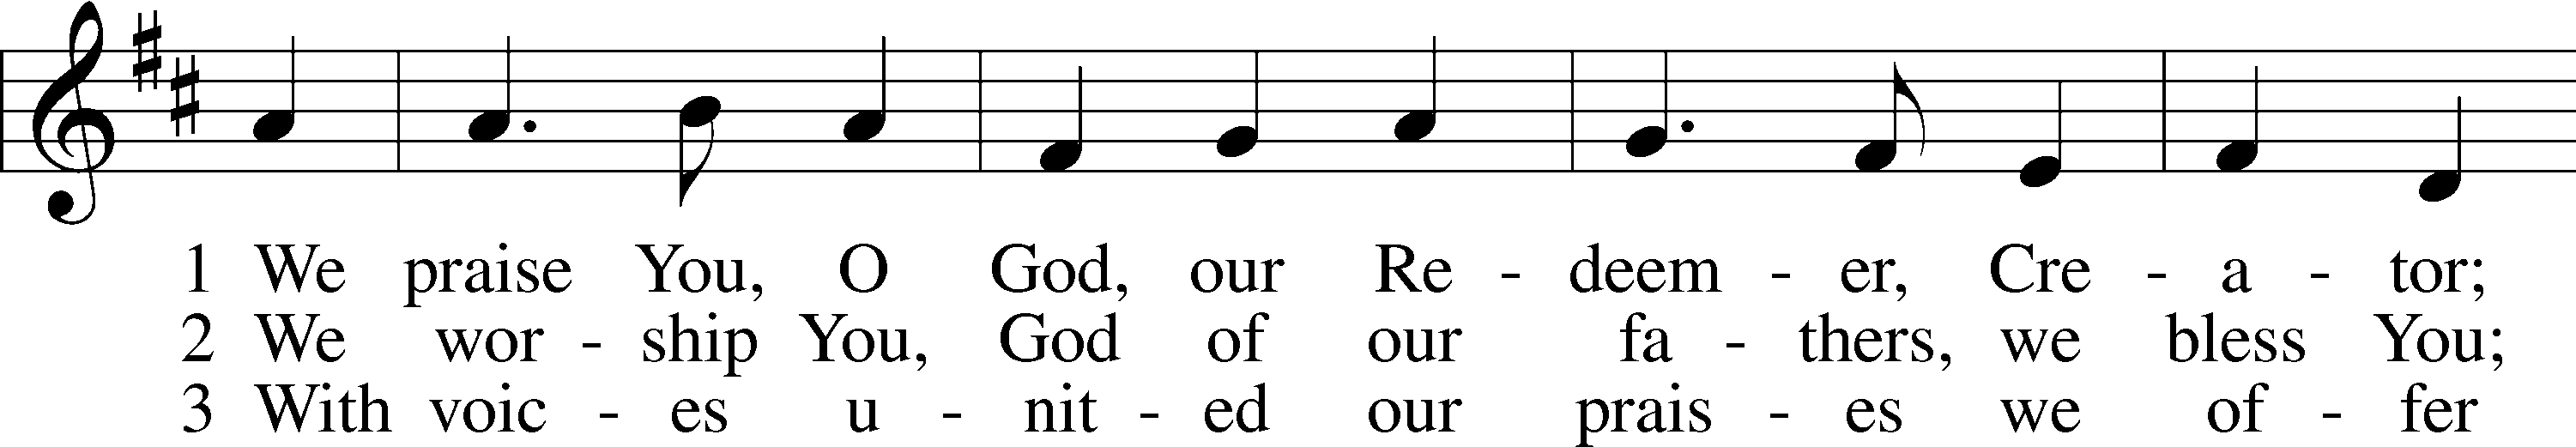 1 We praise You, O God, our Re - deem - er, Cre - a - tor;
2 We wor - ship You, God of our fa - thers, we bless You;
3 With voic - es u - nit - ed our prais - es we of - fer